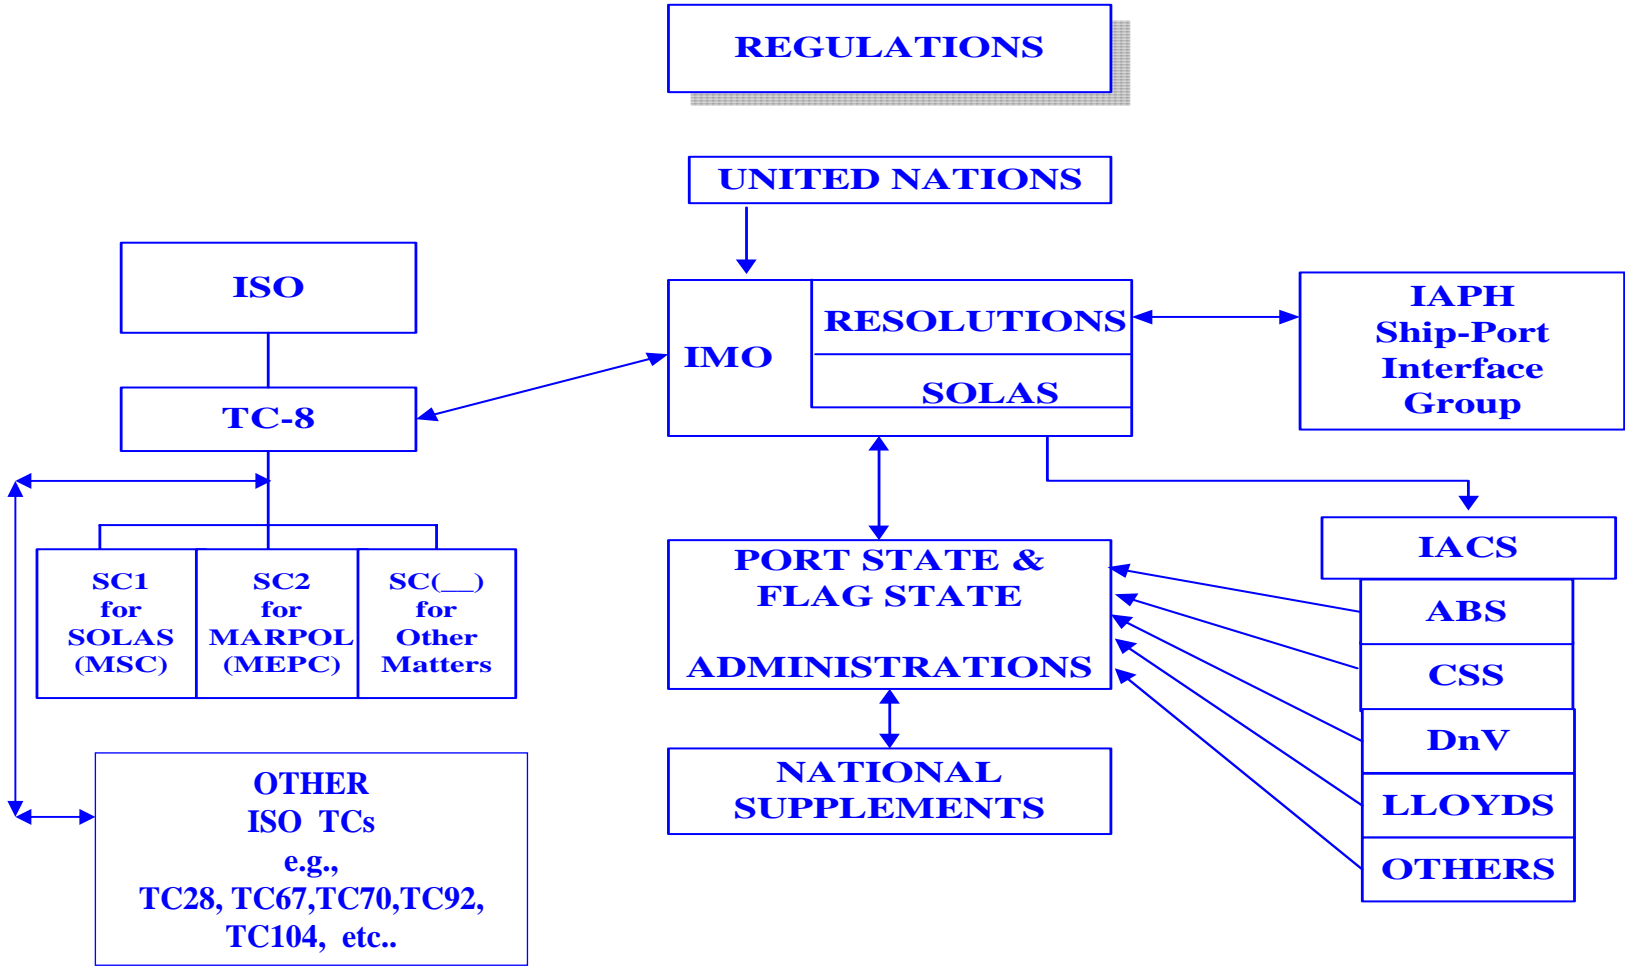 REGULATIONS
UNITED NATIONS
ISO
TC-8
IMO
RESOLUTIONS
SOLAS
IAPH
Ship-Port
Interface
Group
SC1
for
SOLAS
(MSC)
SC2
for
MARPOL
(MEPC)
SC(__)
for
Other
Matters
PORT STATE &
FLAG STATE
ADMINISTRATIONS
IACS
ABS
CSS
DnV
LLOYDS
OTHERS
NATIONAL
SUPPLEMENTS
OTHER
ISO TCs
e.g.,
TC28, TC67,TC70,TC92,
TC104, etc..